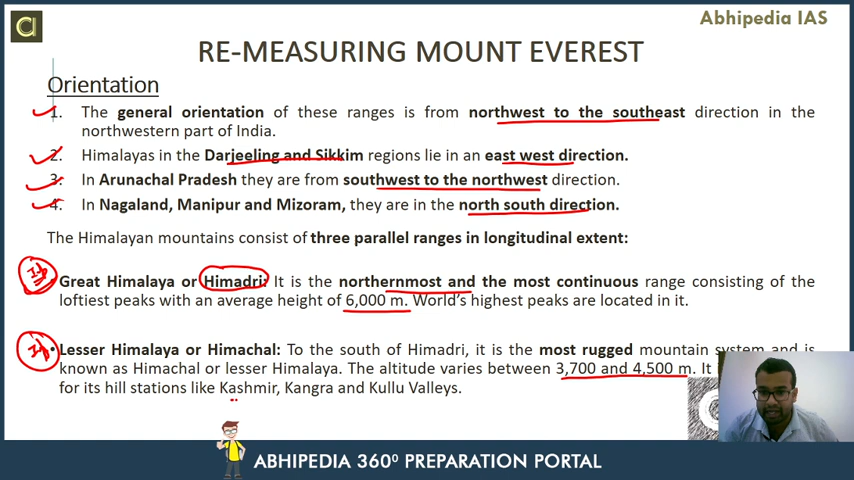 Abhipedia IAS
RE-MEASURING MOUNT EVEREST
Orientation
1. The general orientation of these ranges is from northwest to the southeast direction in the
northwestern part of India.
2. Himalayas in the Darjeeling and Sikkim regions lie in an east west direction.
3. In Arunachal Pradesh they are from southwest to the northwest direction.
4. In Nagaland, Manipur and Mizoram, they are in the north south direction.
The Himalayan mountains consist of three parallel ranges in longitudinal extent:
Great Himalaya or Himadri: It is the northernmost and the most continuous range consisting of the
loftiest peaks with an average height of 6,000 m. World's highest peaks are located in it.
• Lesser Himalaya or Himachal: To the south of Himadri, it is the most rugged mountain system and is
known as Himachal or lesser Himalaya. The altitude varies between 3,700 and 4,500 m. It
for its hill stations like Kashmir, Kangra and Kullu Valleys.
ABHIPEDIA 360⁰ PREPARATION PORTAL